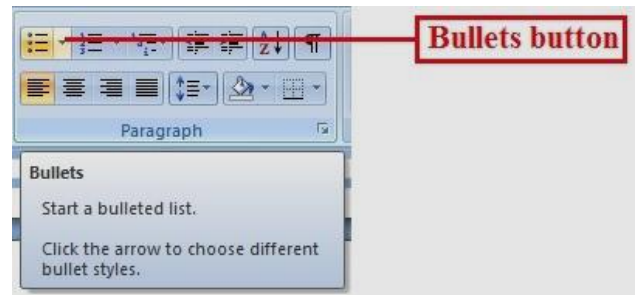 Bullets button
Paragraph
Bullets
Start a bulleted list.
Click the arrow to choose different
bullet styles.